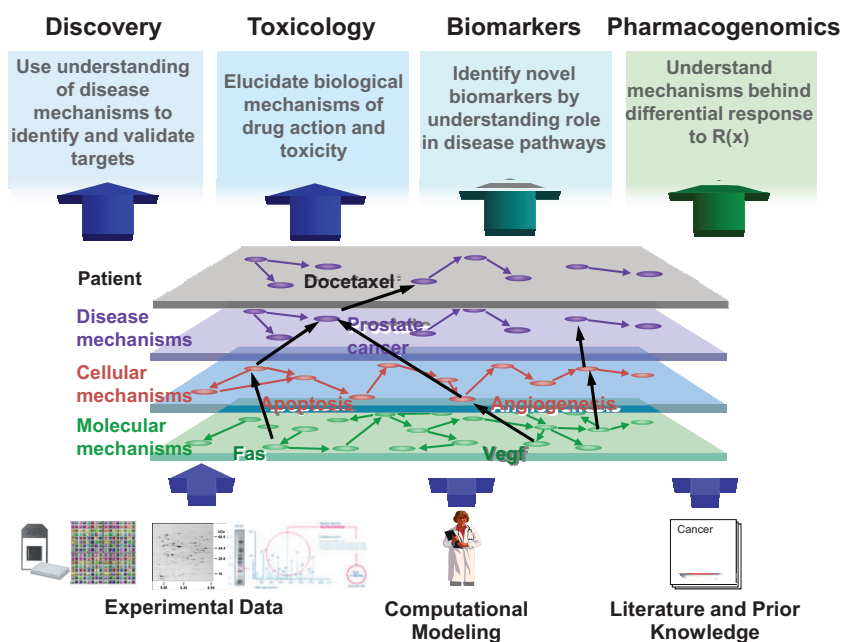 Discovery
Toxicology
Biomarkers
Pharmacogenomics
Use understanding
of disease
mechanisms to
identify and validate
targets
Elucidate biological
mechanisms of
drug action and
toxicity
Identify novel
biomarkers by
understanding role
in disease pathways
Understand
mechanisms behind
differential response
to R(x)
Patient
Docetaxel
Disease
mechanisms
Prostate
cancer
Cellular
mechanisms
Apoptosis
Angiogenesis
Molecular
mechanisms
Fas
Vegf
Cancer
Experimental Data
Computational
Modeling
Literature and Prior
Knowledge